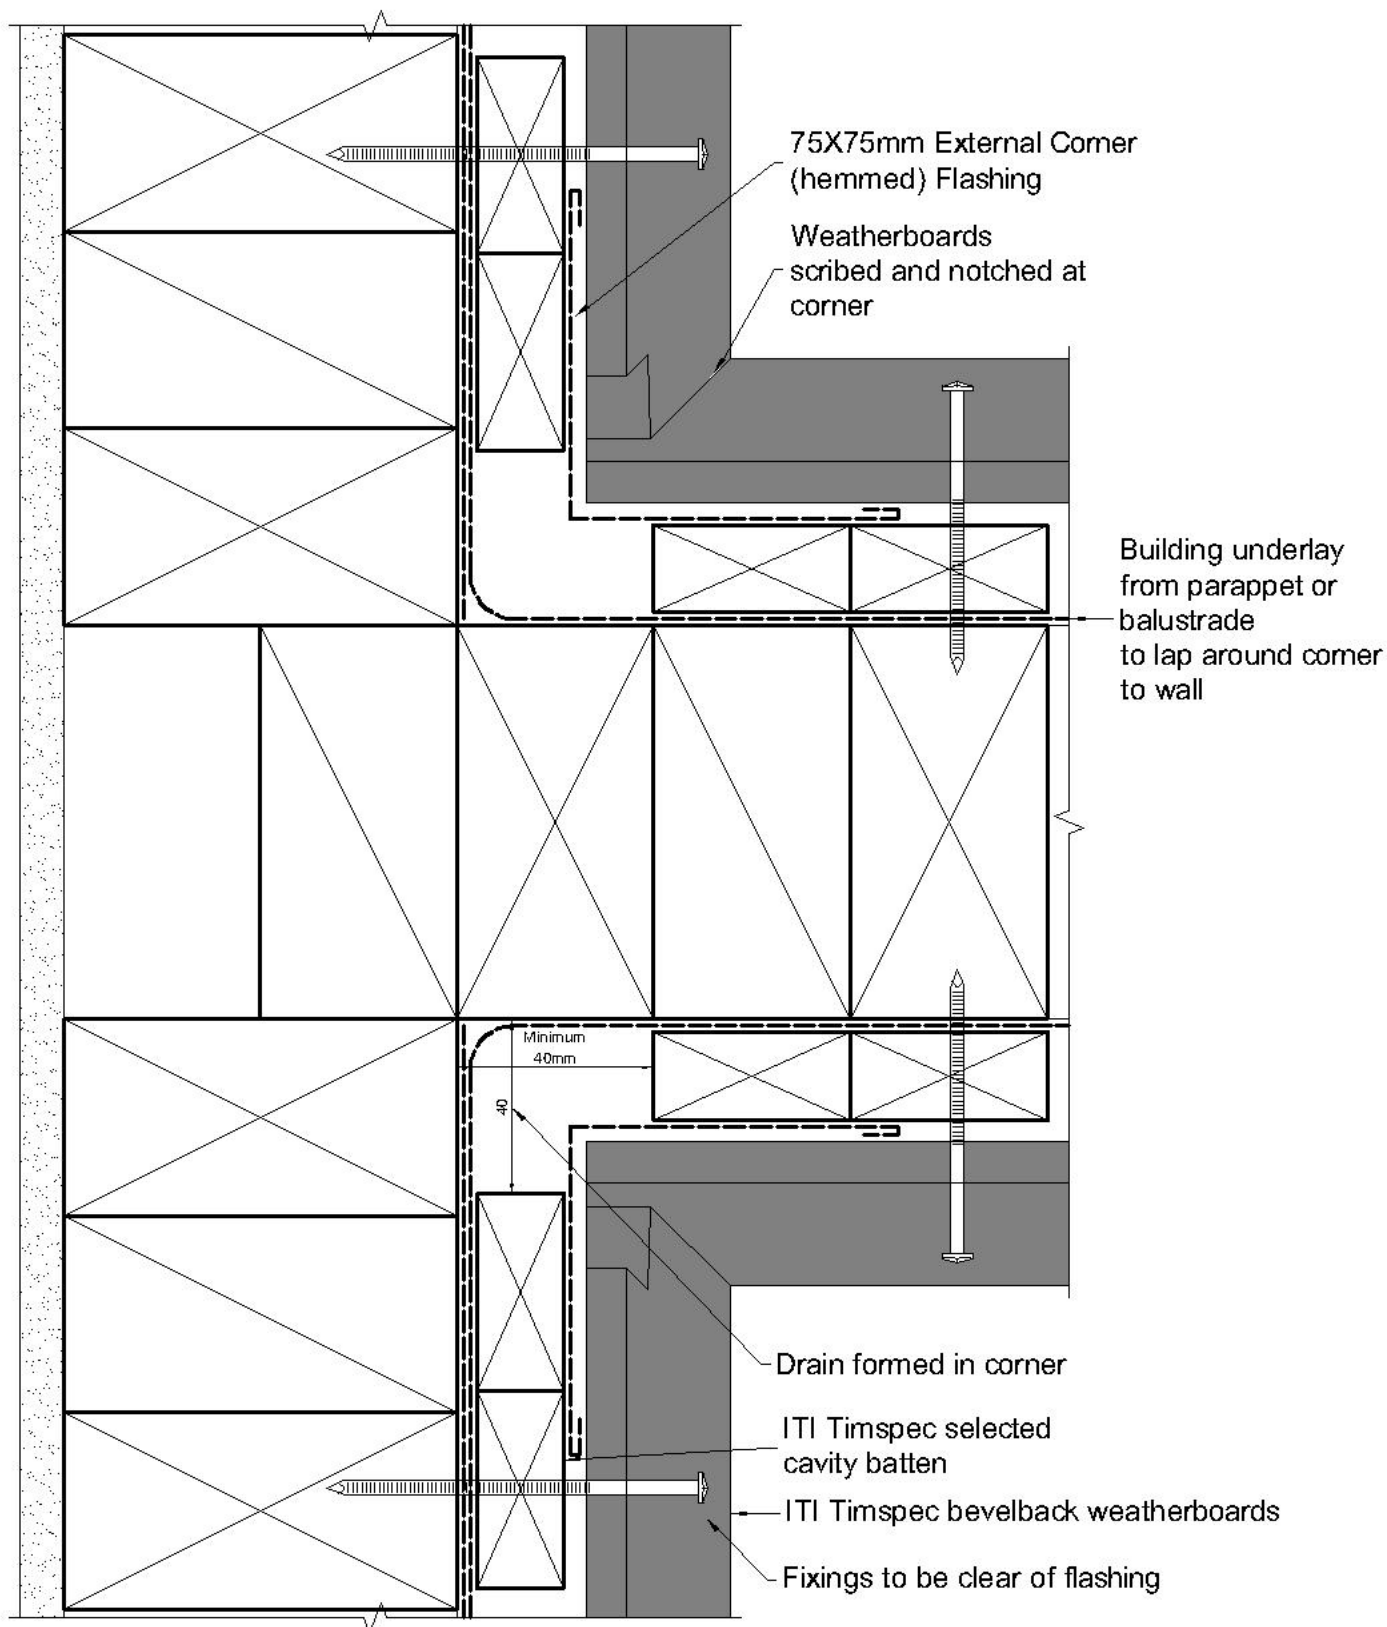 75X75mm External Corner
(hemmed) Flashing
Weatherboards
scribed and notched at
corner
Building underlay
from parappet or
balustrade
to lap around corner
to wall
Minimum
40mm
40
Drain formed in corner
ITI Timspec selected
cavity batten
ITI Timspec bevelback weatherboards
Fixings to be clear of flashing